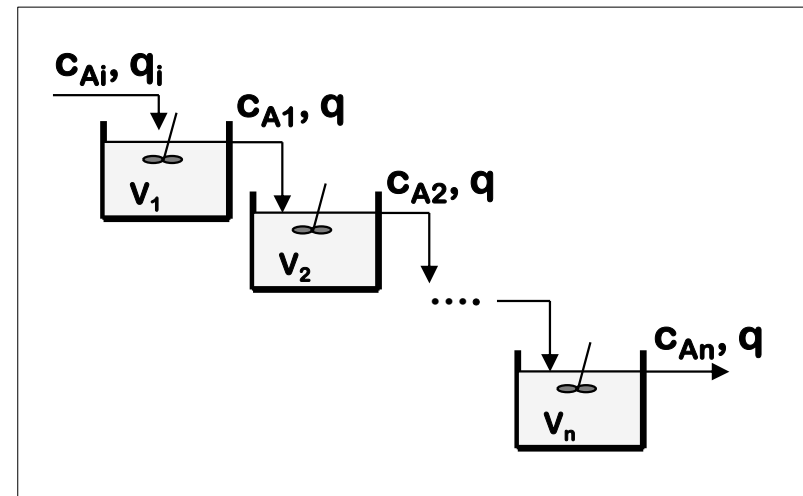 cAi, qi
cA1, q
V1
cA2, q
V2
....
cAn, q
Vn